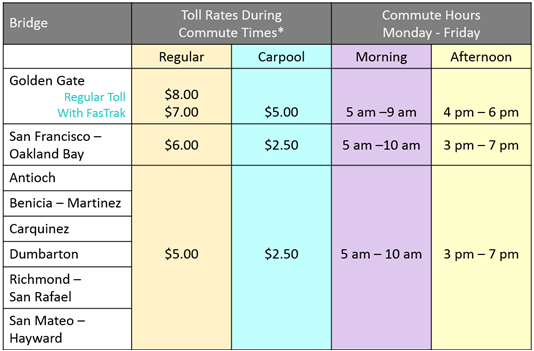 Bridge
Toll Rates During
Commute Times*
Commute Hours
Monday - Friday
Regular
Carpool
Morning
Afternoon
Golden Gate
Regular Toll
With FasTrak
$8.00
$7.00
$5.00
5 am –9 am
4 pm – 6 pm
San Francisco –
Oakland Bay
$6.00
$2.50
5 am –10 am
3 pm – 7 pm
Antioch
Benicia – Martinez
Carquinez
Dumbarton
Richmond –
San Rafael
San Mateo –
Hayward
$5.00
$2.50
5 am – 10 am
3 pm – 7 pm